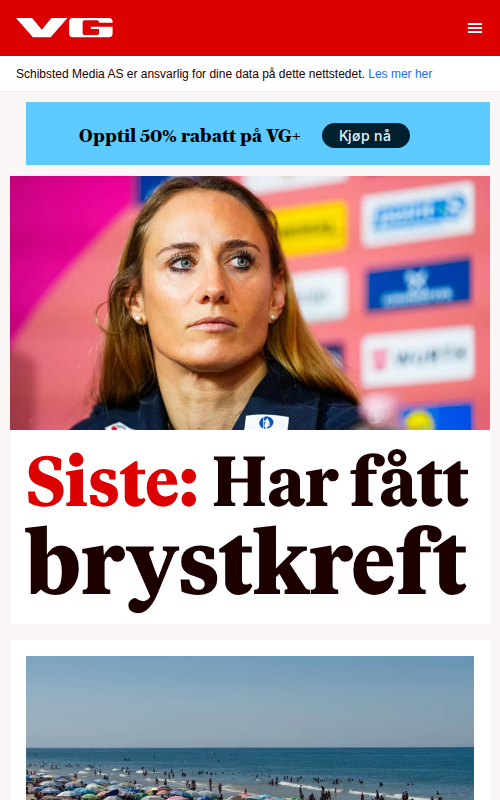 VG
Schibsted Media AS er ansvarlig for dine data på dette nettstedet. Les mer her
Opptil 50% rabatt på VG+ Kjøp nå
WÜRTH
Siste: Har fått
brystkreft